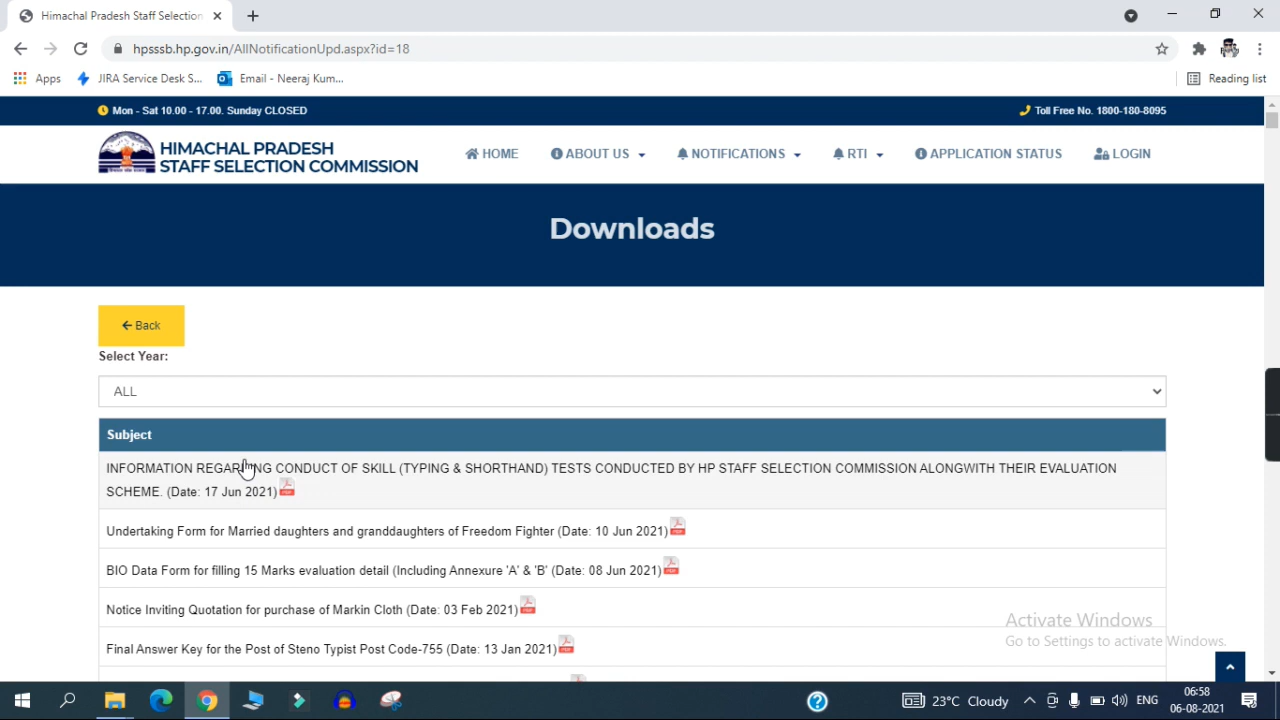 Himachal Pradesh Staff Selection
hpsssb.hp.gov.in/AllNotificationUpd.aspx?id=18
Apps JIRA Service Desk S... Email - Neeraj Kum... Reading list
Mon - Sat 10.00 - 17.00. Sunday CLOSED Toll Free No. 1800-180-8095
HIMACHAL PRADESH
STAFF SELECTION COMMISSION
HOME ABOUT US NOTIFICATIONS RTI APPLICATION STATUS LOGIN
Downloads
Back
Select Year:
ALL
Subject
INFORMATION REGARDING CONDUCT OF SKILL (TYPING & SHORTHAND) TESTS CONDUCTED BY HP STAFF SELECTION COMMISSION ALONGWITH THEIR EVALUATION
SCHEME. (Date: 17 Jun 2021)
Undertaking Form for Married daughters and granddaughters of Freedom Fighter (Date: 10 Jun 2021)
BIO Data Form for filling 15 Marks evaluation detail (Including Annexure 'A' & 'B' (Date: 08 Jun 2021)
Notice Inviting Quotation for purchase of Markin Cloth (Date: 03 Feb 2021)
Final Answer Key for the Post of Steno Typist Post Code-755 (Date: 13 Jan 2021)
Activate Windows
Go to Settings to activate Windows.
23°C Cloudy ENG
06:58
06-08-2021